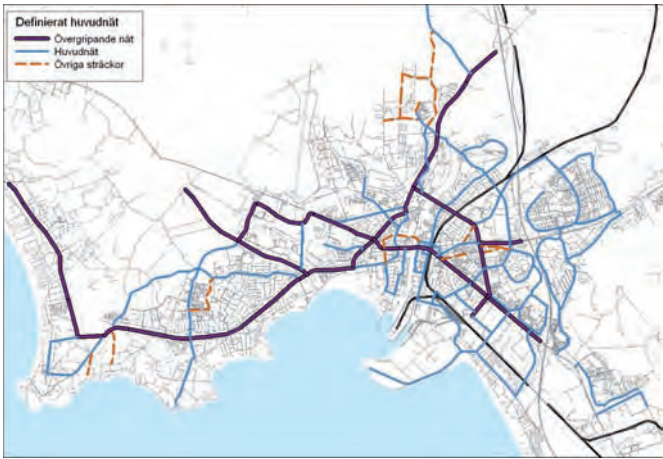 Definierat huvudnät
Övergripande nät
Huvudnät
Övriga sträckor